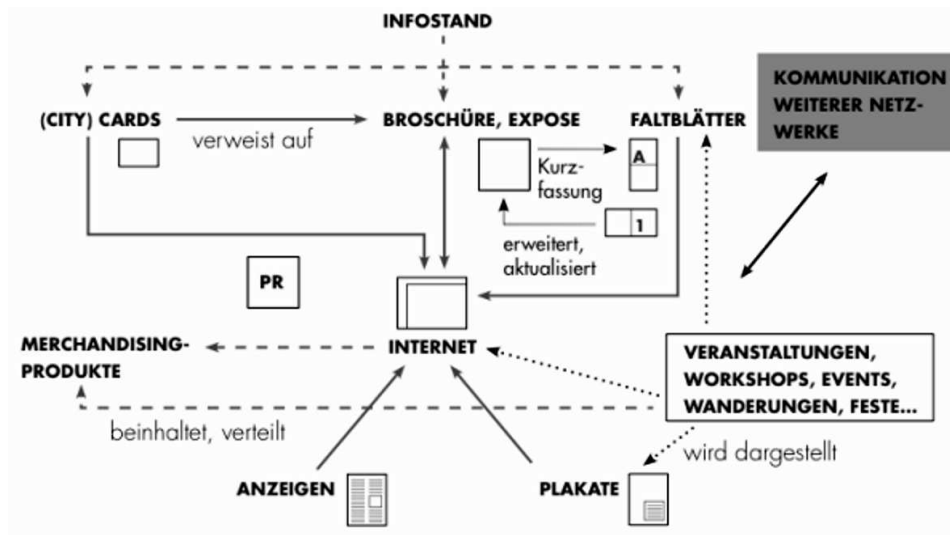 INFOSTAND
KOMMUNIKATION
WEITERER NETZ-
WERKE
(CITY) CARDS
verweist auf
BROSCHÜRE, EXPOSE
FALTBLÄTTER
Kurz-
fassung
A
1
erweitert,
aktualisiert
PR
MERCHANDISING-
PRODUKTE
INTERNET
VERANSTALTUNGEN,
WORKSHOPS, EVENTS,
WANDERUNGEN, FESTE...
beinhaltet, verteilt
wird dargestellt
ANZEIGEN
PLAKATE